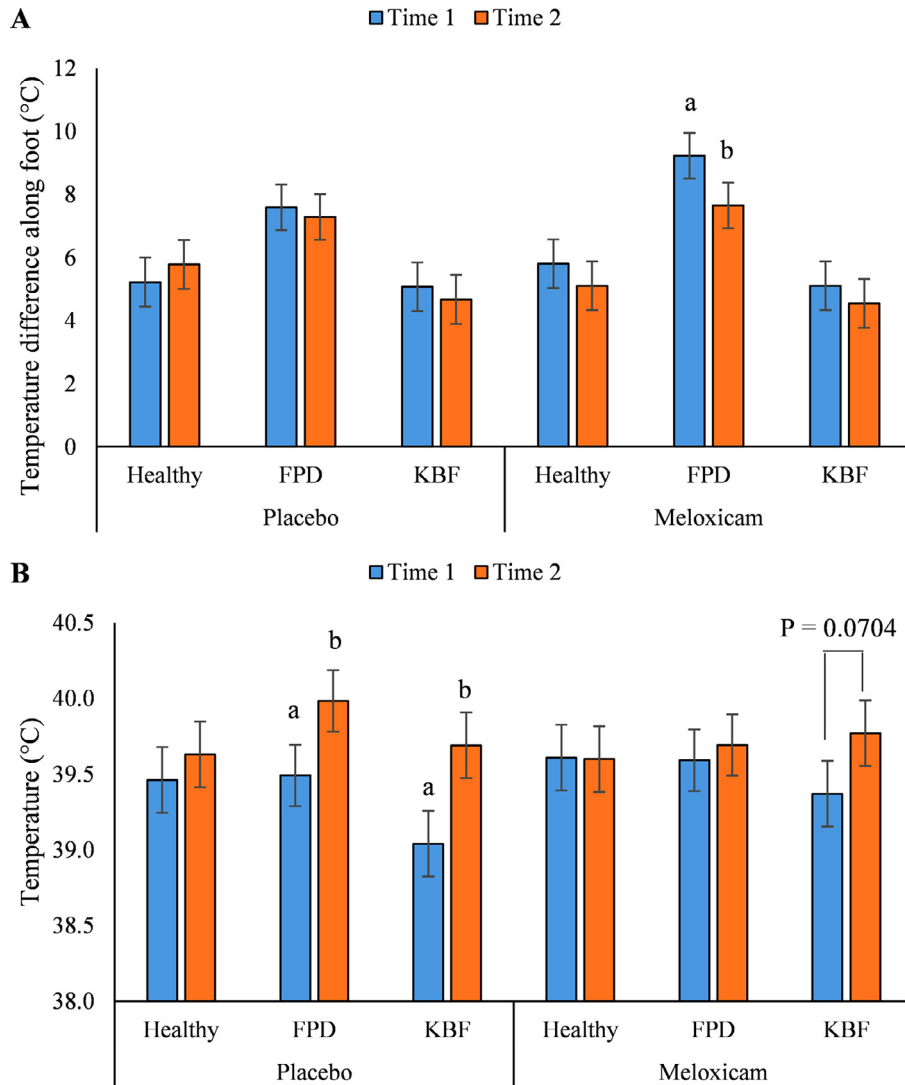 A
Time 1 Time 2
Temperature difference along foot (°C)
12
10
8
6
4
2
0
a
b
Healthy FPD KBF Healthy FPD KBF
Placebo Meloxicam
B
Time 1 Time 2
Temperature (°C)
40.5
40.0
39.5
39.0
38.5
38.0
a
b
a
b
P = 0.0704
Healthy FPD KBF Healthy FPD KBF
Placebo Meloxicam